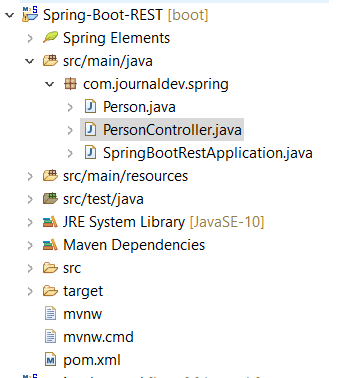 Spring-Boot-REST [boot]
Spring Elements
src/main/java
com.journaldev.spring
Person.java
PersonController.java
SpringBootRestApplication.java
src/main/resources
src/test/java
JRE System Library [JavaSE-10]
Maven Dependencies
src
target
mvnw
mvnw.cmd
pom.xml